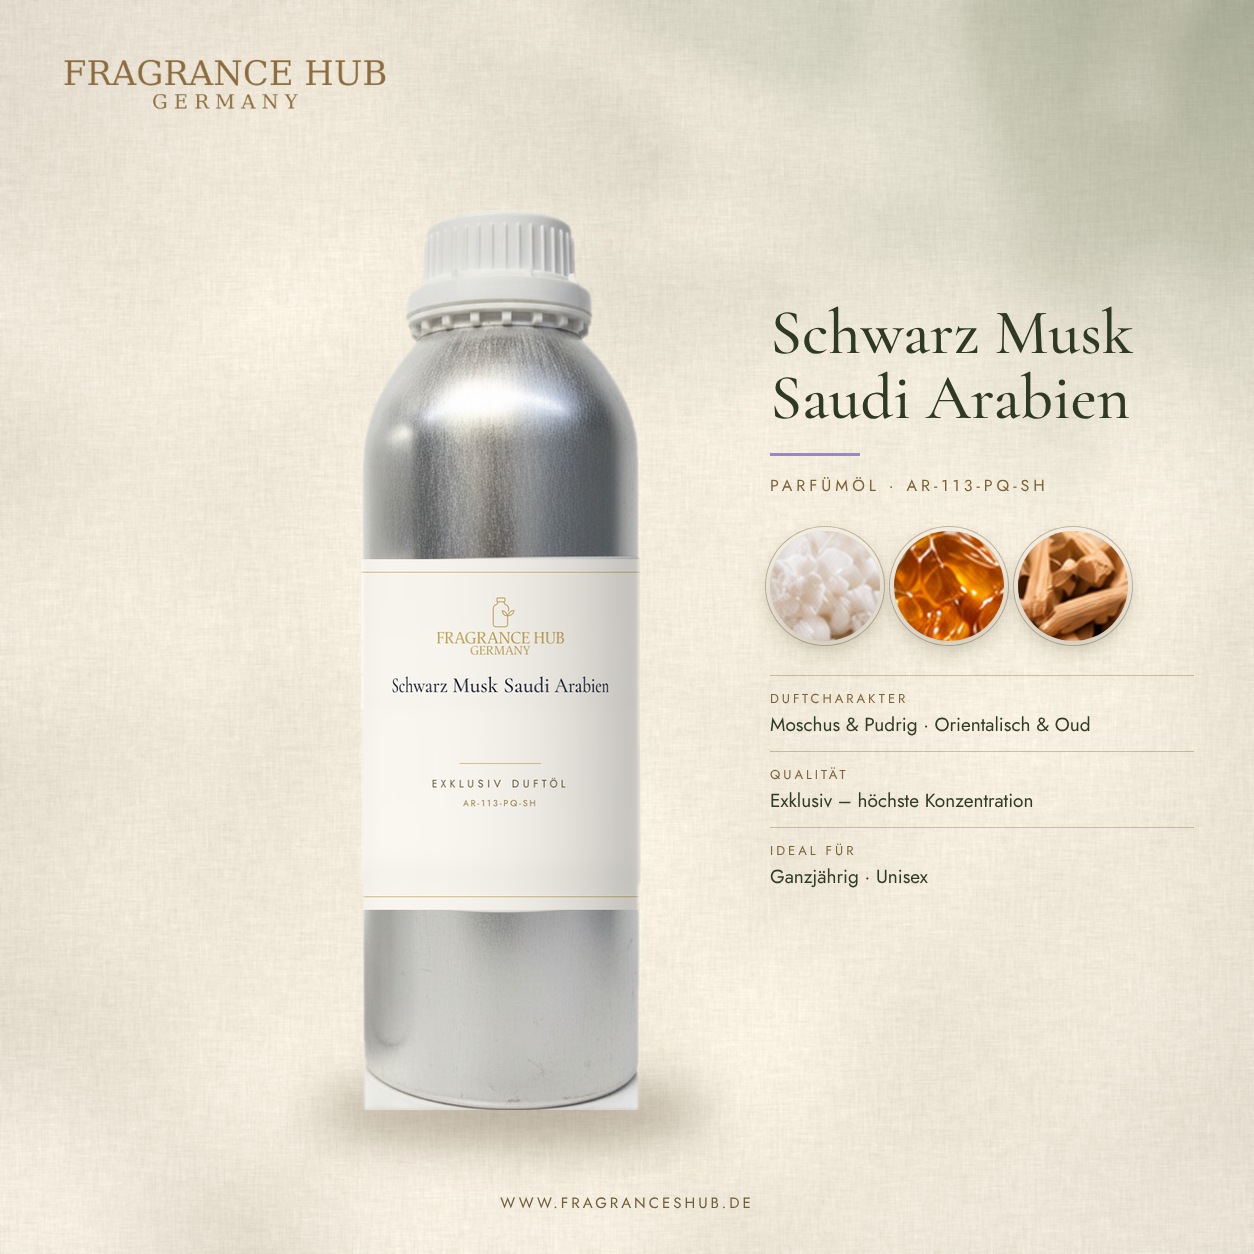 FRAGRANCE HUB
GERMANY
Schwarz Musk
Saudi Arabien
PARFÜMÖL · AR-113-PQ-SH
DUFTCHARAKTER
Moschus & Pudrig · Orientalisch & Oud
QUALITÄT
Exklusiv – höchste Konzentration
IDEAL FÜR
Ganzjährig · Unisex
FRAGRANCE HUB
GERMANY
Schwarz Musk Saudi Arabien
EXKLUSIV DUFTÖL
AR-113-PQ-SH
WWW.FRAGRANCESHUB.DE